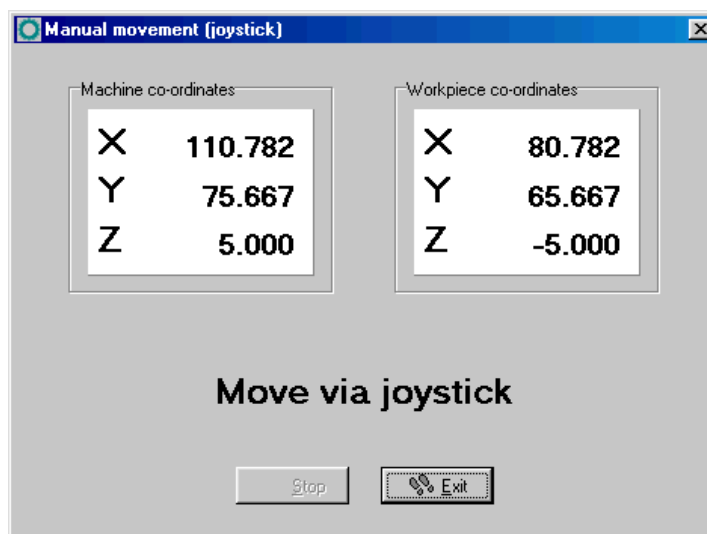 Manual movement (joystick)
Machine co-ordinates
X 110.782
Y 75.667
Z 5.000
Workpiece co-ordinates
X 80.782
Y 65.667
Z -5.000
Move via joystick
Stop
Exit